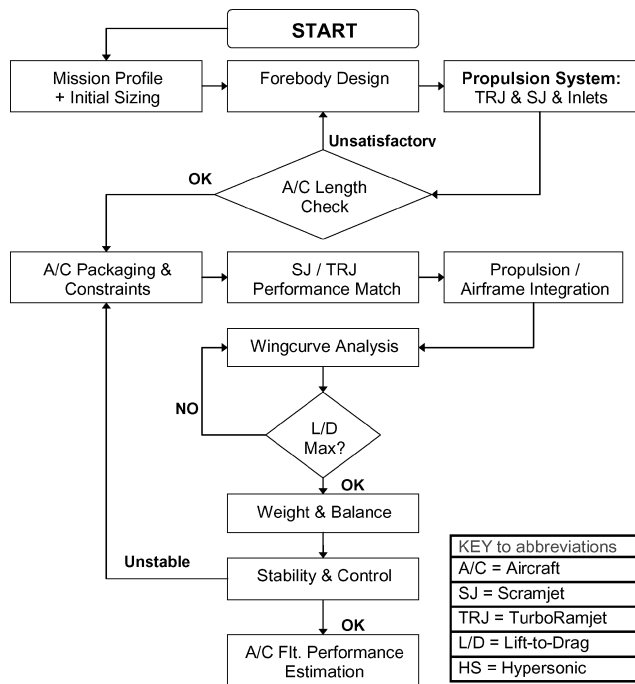 START
Mission Profile
+ Initial Sizing
Forebody Design
Propulsion System:
TRJ & SJ & Inlets
Unsatisfactory
OK
A/C Length
Check
A/C Packaging &
Constraints
SJ / TRJ
Performance Match
Propulsion /
Airframe Integration
Wingcurve Analysis
NO
L/D
Max?
OK
Weight & Balance
Unstable
Stability & Control
OK
A/C Flt. Performance
Estimation
KEY to abbreviations
A/C = Aircraft
SJ = Scramjet
TRJ = TurboRamjet
L/D = Lift-to-Drag
HS = Hypersonic